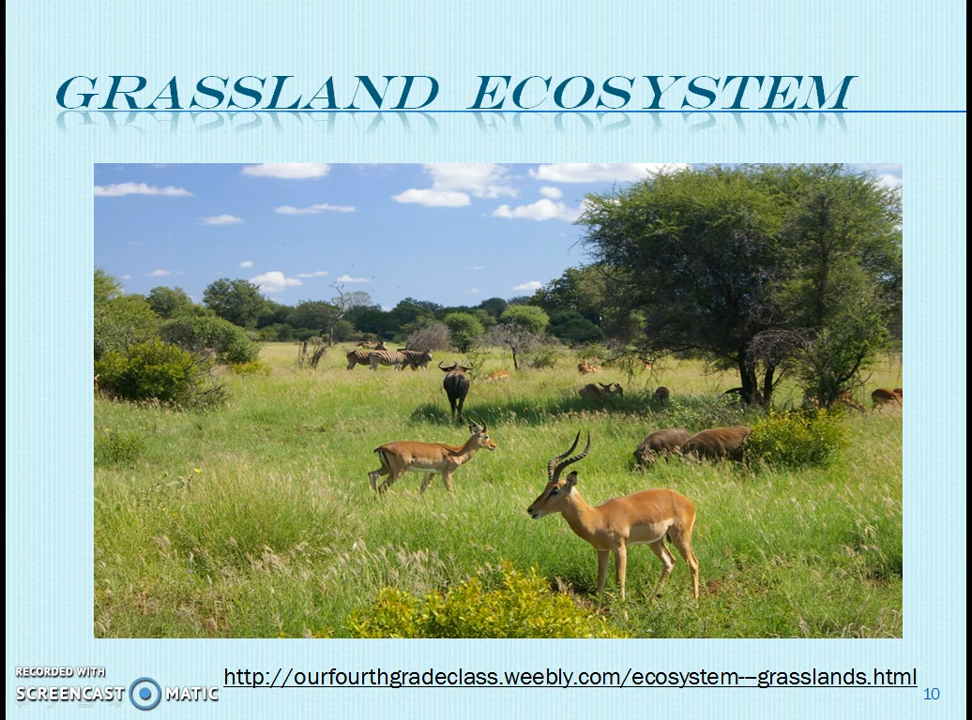 GRASSLAND ECOSYSTEM
http://ourfourthgradeclass.weebly.com/ecosystem---grasslands.html
RECORDED WITH
SCREENCAST MATIC
10